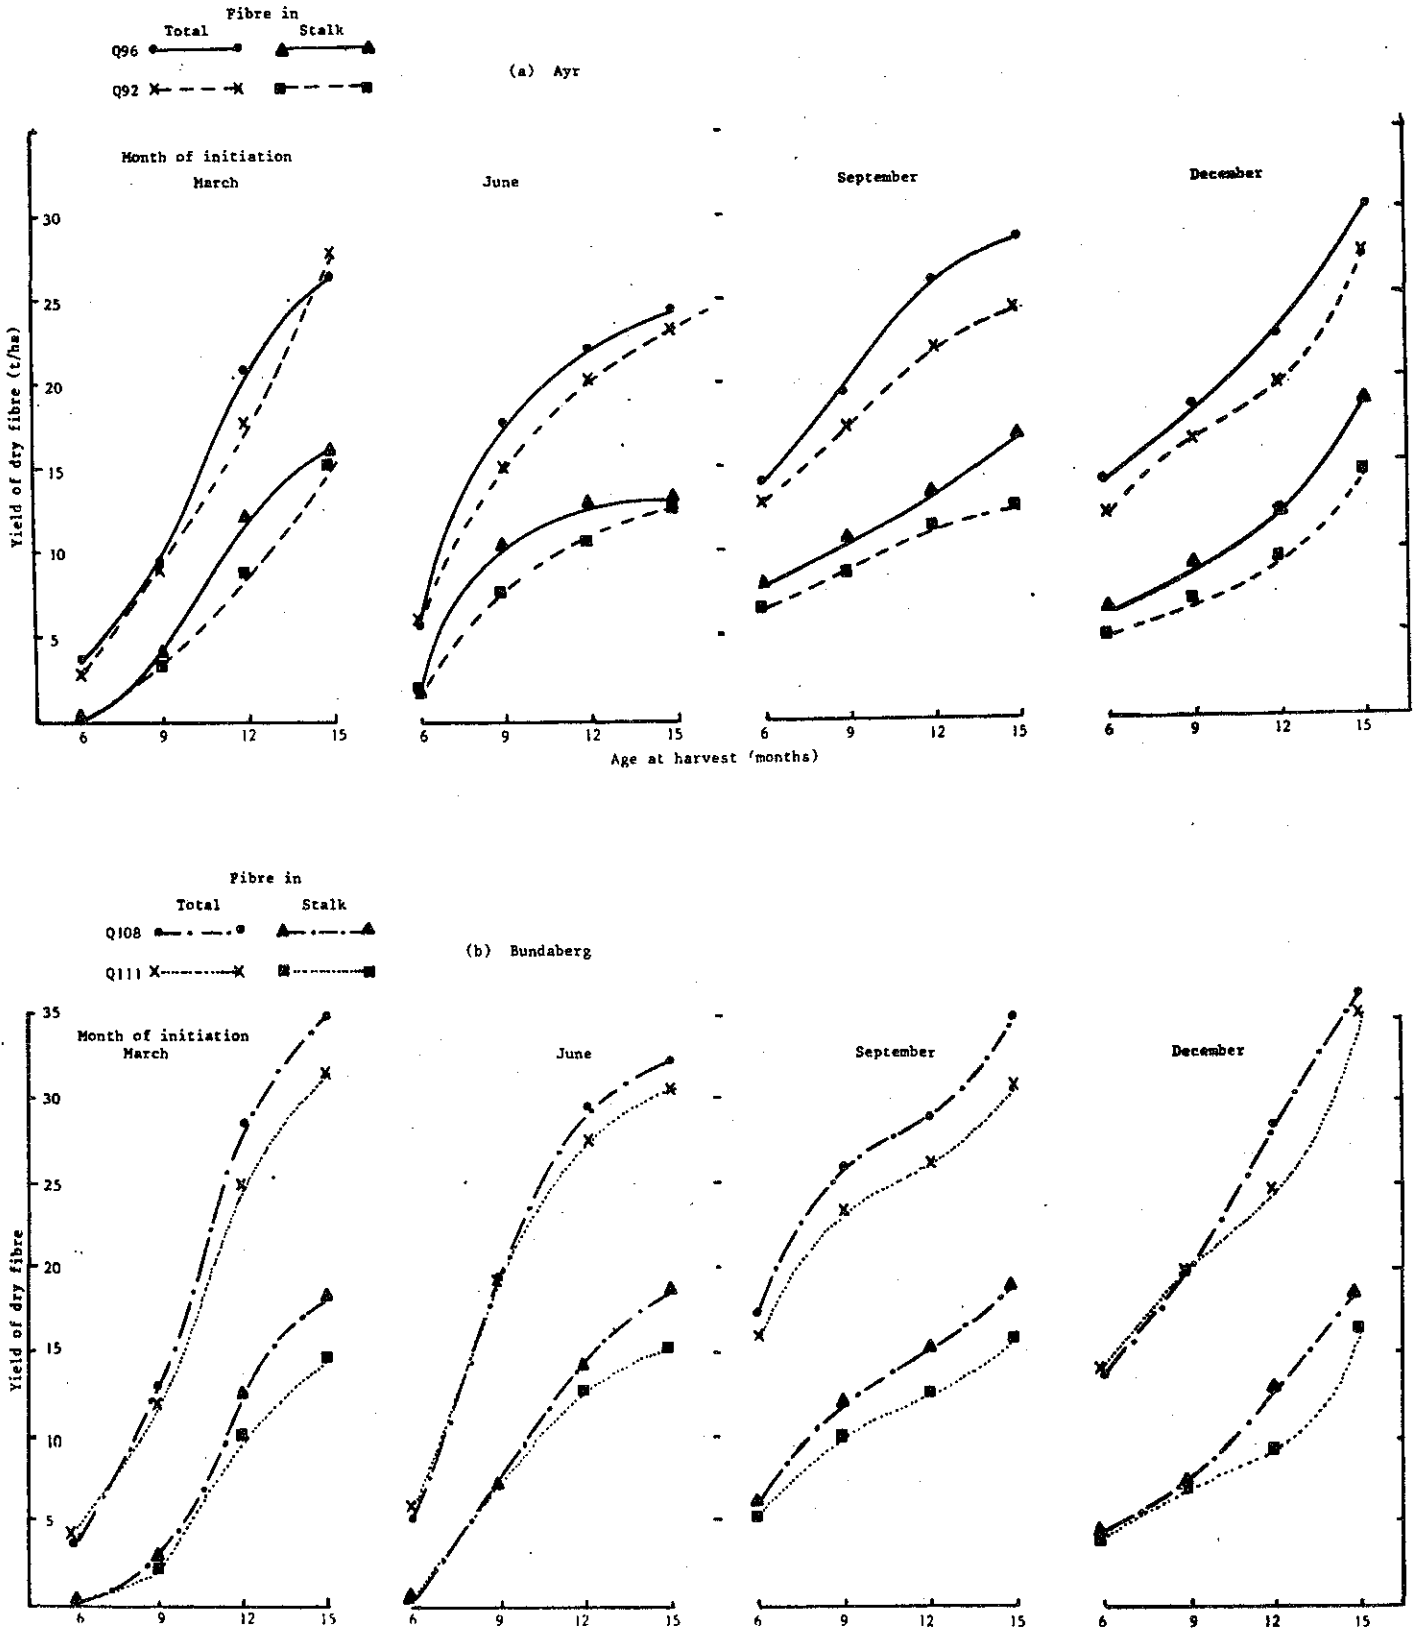 Fibre in
Total Stalk
Q96
Q92
(a) Ayr
Month of initiation
March June September December
30
25
20
15
10
5
Yield of dry fibre (t/ha)
6 9 12 15 6 9 12 15 6 9 12 15 6 9 12 15
Age at harvest (months)
Fibre in
Total Stalk
Q108
Q111
(b) Bundaberg
Month of initiation
March June September December
35
30
25
20
15
10
5
Yield of dry fibre
6 9 12 15 6 9 12 15 6 9 12 15 6 9 12 15